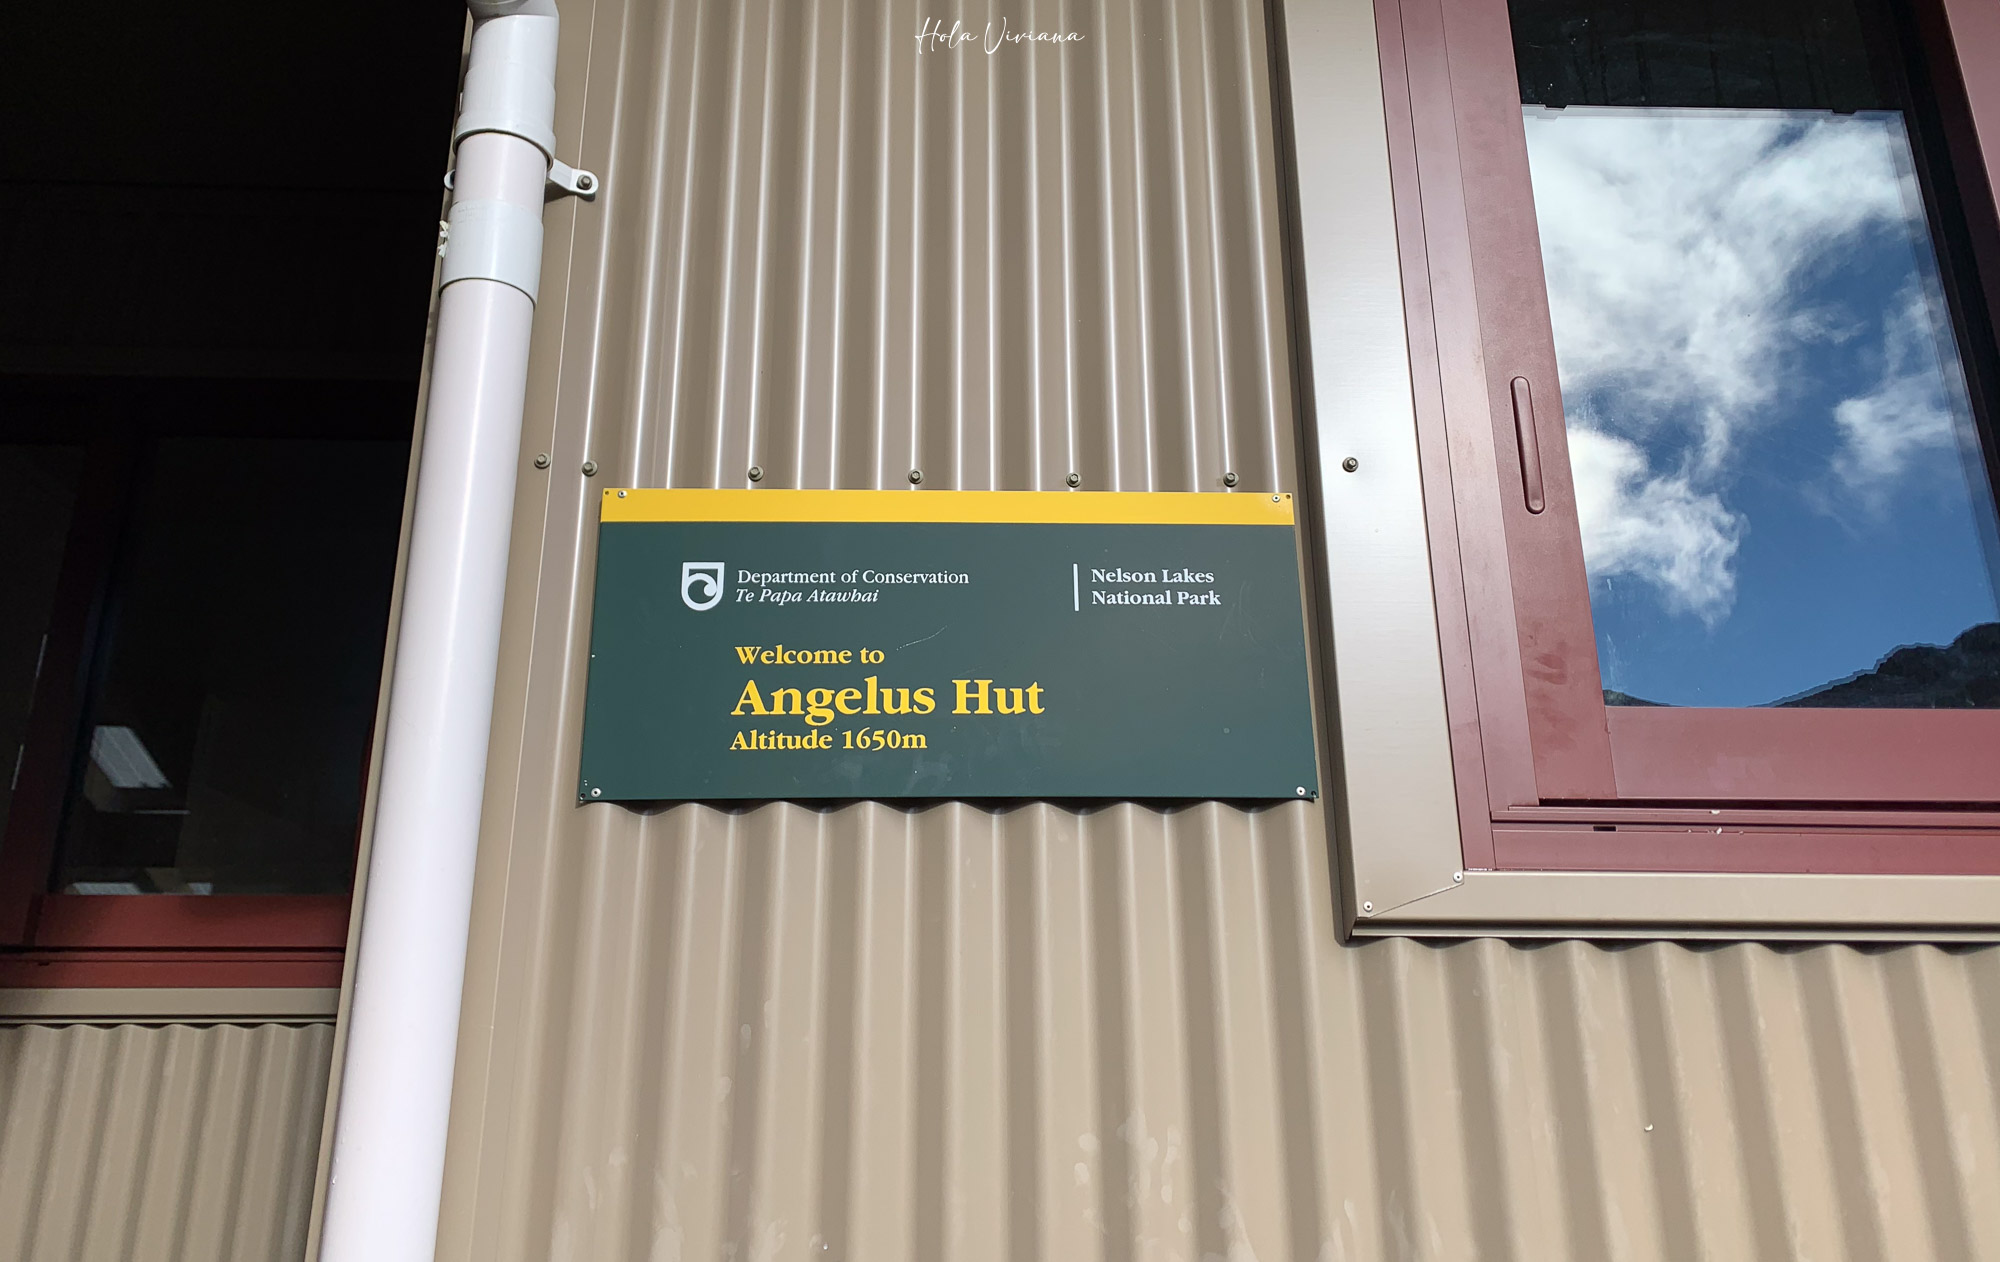 Hola Viviana
Department of Conservation
Te Papa Atawhai
Nelson Lakes
National Park
Welcome to
Angelus Hut
Altitude 1650m